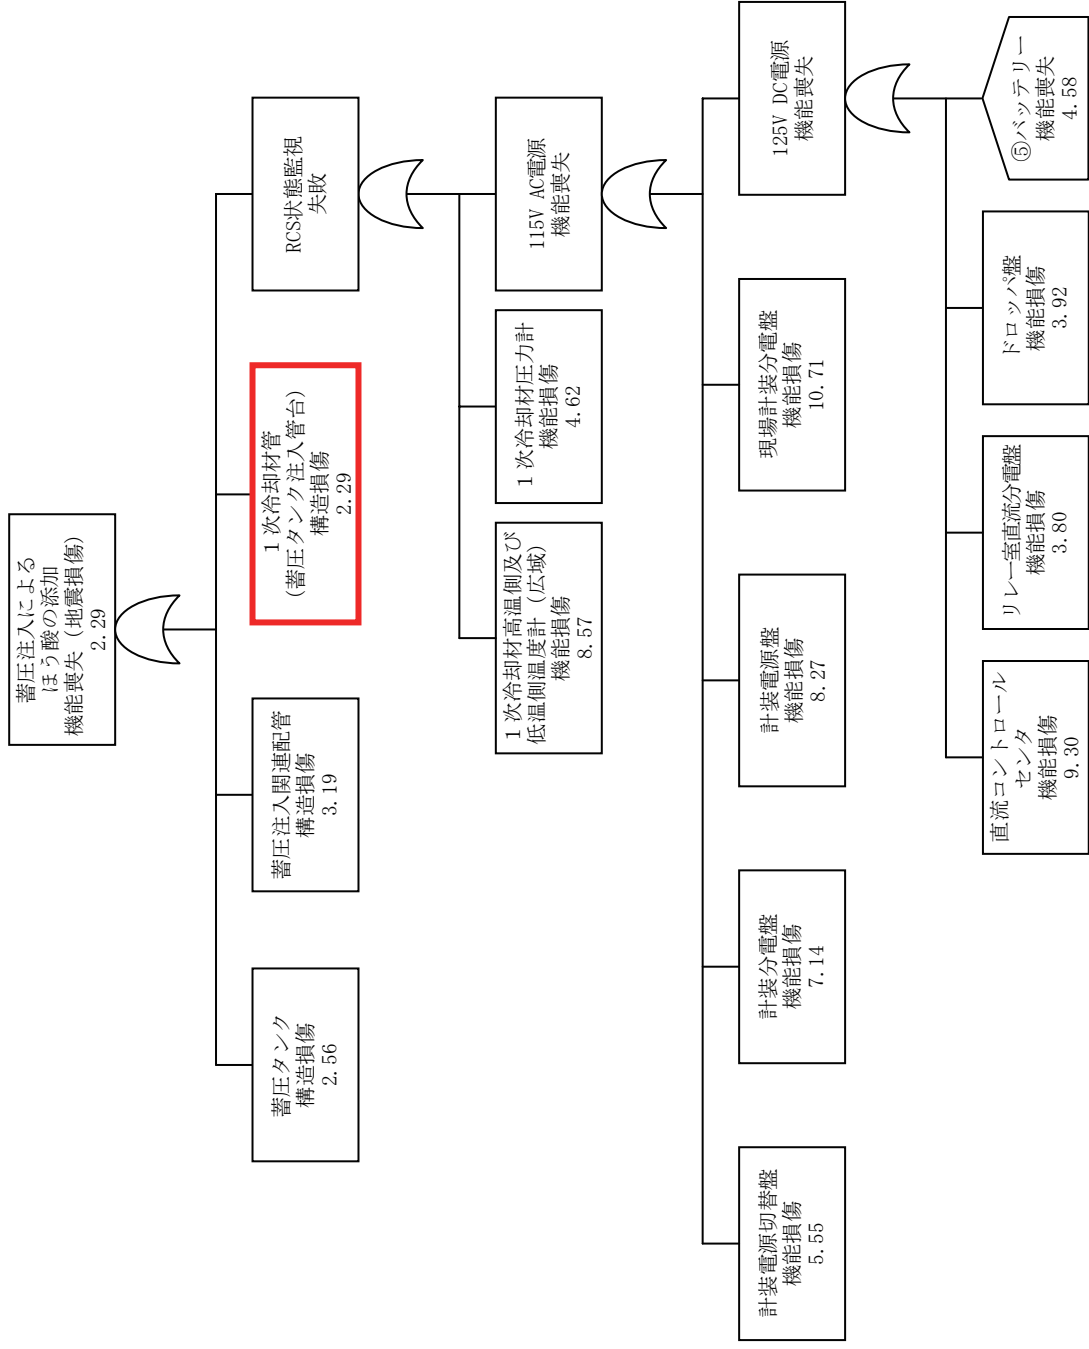 蓄圧注入による
ほう酸の添加
機能喪失（地震損傷）
2.29
蓄圧タンク
構造損傷
2.56
蓄圧注入関連配管
構造損傷
3.19
１次冷却材管
(蓄圧タンク注入管台)
構造損傷
2.29
RCS状態監視
失敗
１次冷却材高温側及び
低温側温度計（広域）
機能損傷
8.57
１次冷却材圧力計
機能損傷
4.62
115V AC電源
機能喪失
計装電源切替盤
機能損傷
5.55
計装分電盤
機能損傷
7.14
計装電源盤
機能損傷
8.27
現場計装分電盤
機能損傷
10.71
125V DC電源
機能喪失
直流コントロール
センタ
機能損傷
9.30
リレー室直流分電盤
機能損傷
3.80
ドロッパ盤
機能損傷
3.92
⑤バッテリー
機能喪失
4.58